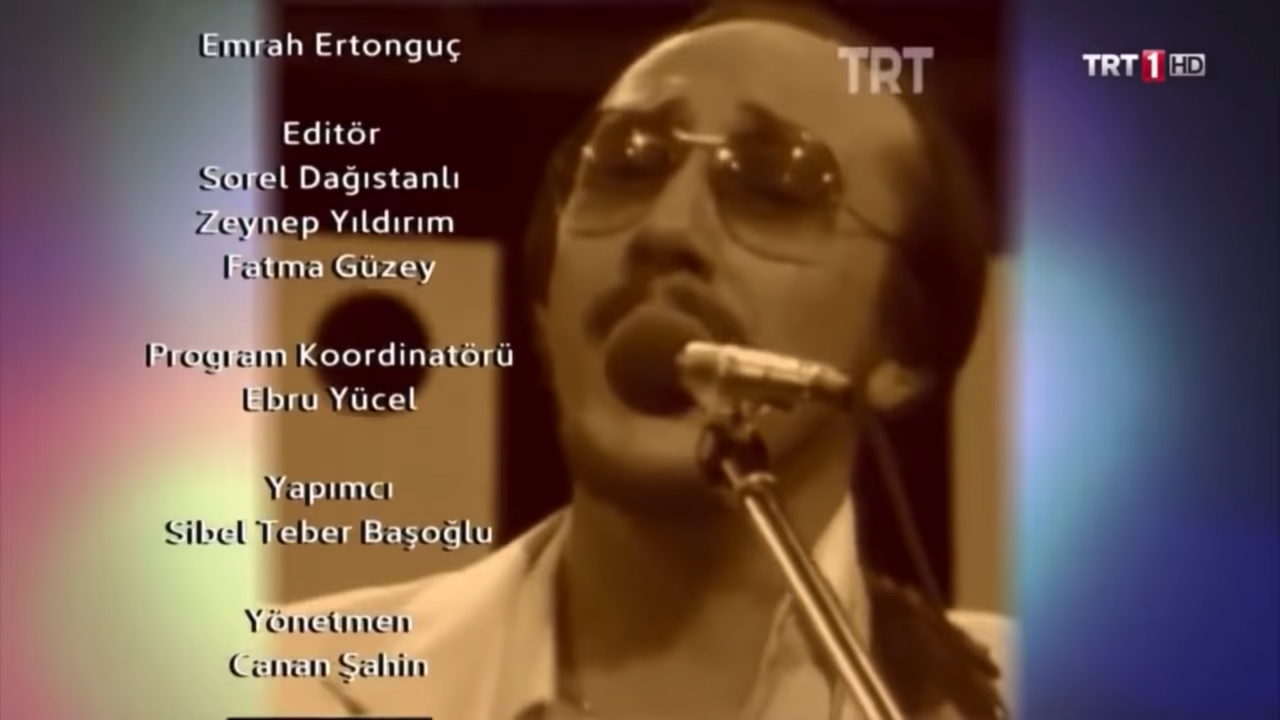 Emrah Ertonguç
TRT
TRT 1 HD
Editör
Sorel Dağıstanlı
Zeynep Yıldırım
Fatma Güzey
Program Koordinatörü
Ebru Yücel
Yapımcı
Sibel Teber Başoğlu
Yönetmen
Canan Şahin